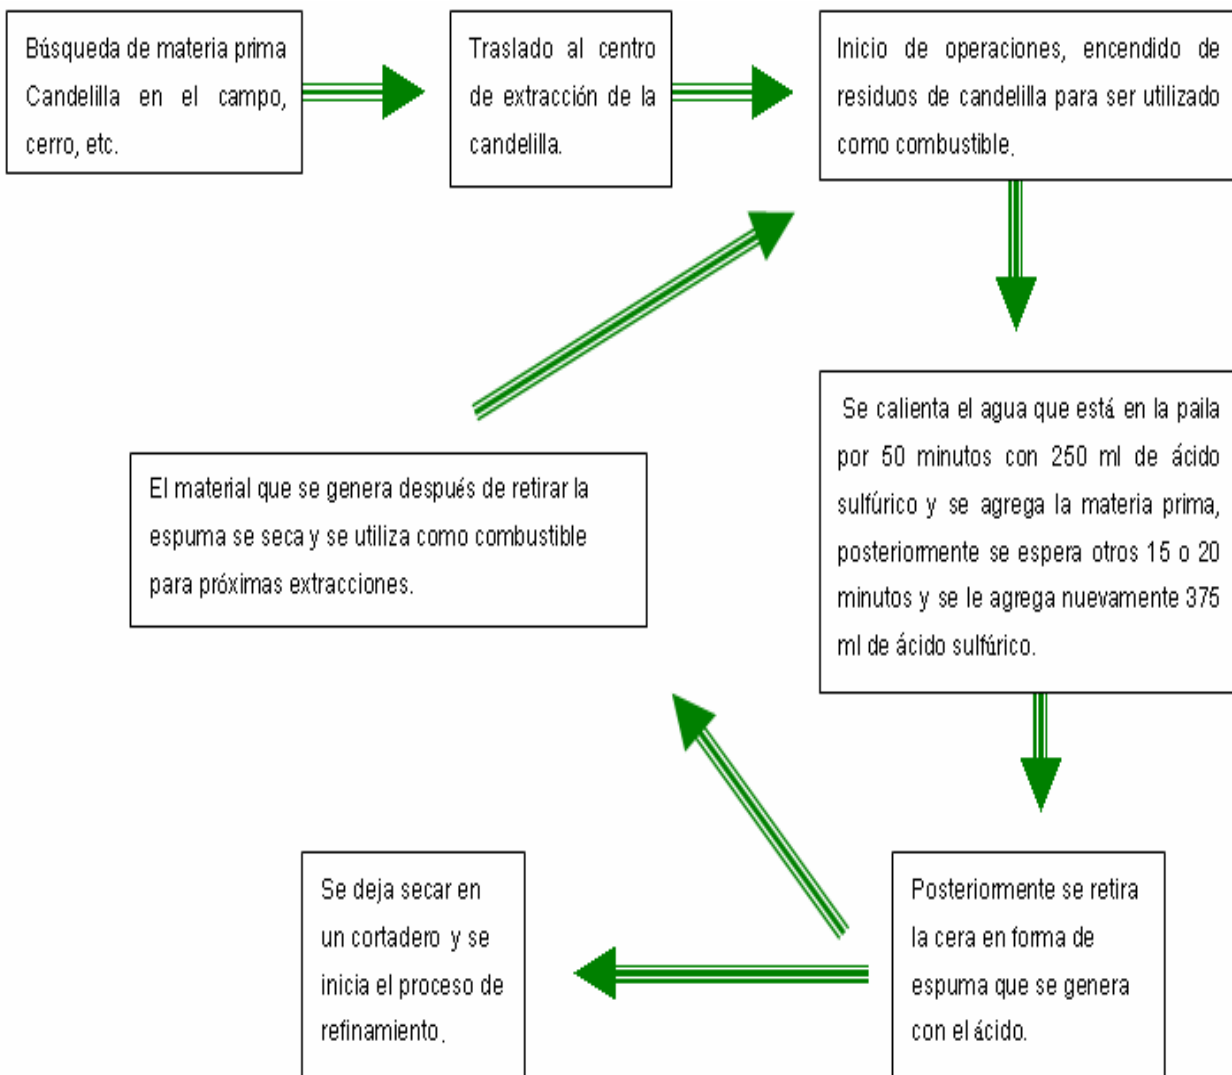 Búsqueda de materia prima
Candelilla en el campo,
cerro, etc.
Traslado al centro
de extracción de la
candelilla.
Inicio de operaciones, encendido de
residuos de candelilla para ser utilizado
como combustible.
Se calienta el agua que está en la paila
por 50 minutos con 250 ml de ácido
sulfúrico y se agrega la materia prima,
posteriormente se espera otros 15 o 20
minutos y se le agrega nuevamente 375
ml de ácido sulfúrico.
Posteriormente se retira
la cera en forma de
espuma que se genera
con el ácido.
El material que se genera después de retirar la
espuma se seca y se utiliza como combustible
para próximas extracciones.
Se deja secar en
un cortadero y se
inicia el proceso de
refinamiento.